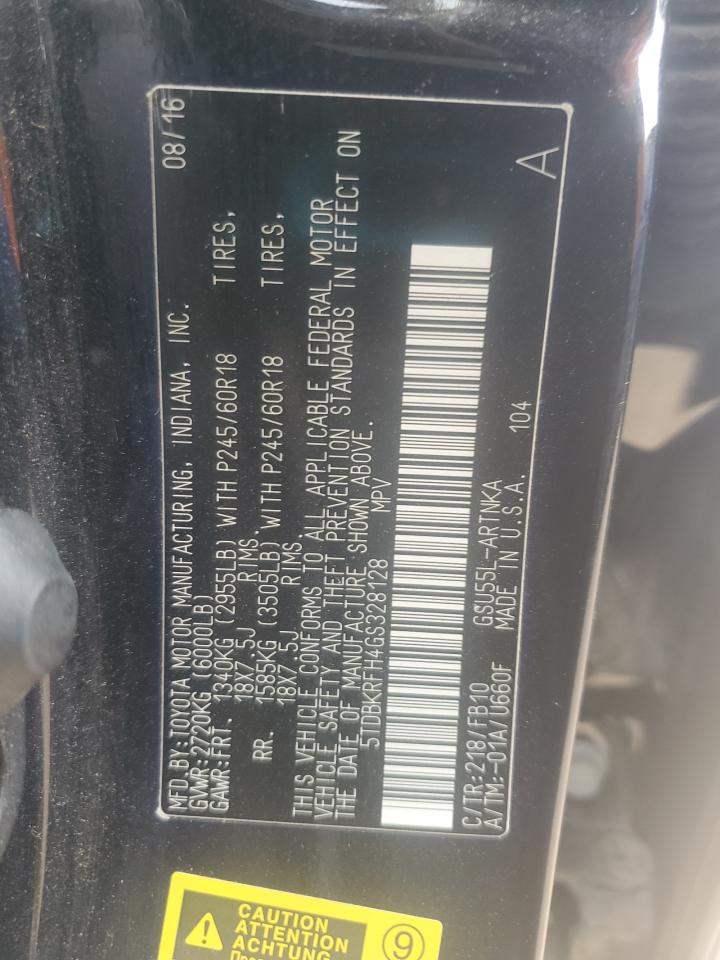 MFD.BY:TOYOTA MOTOR MANUFACTURING, INDIANA, INC. 08/16
GVWR:2720KG (6000LB)
GAWR:FRT. 1340KG (2955LB) WITH P245/60R18 TIRES,
18X7.5J RIMS.
RR. 1585KG (3505LB) WITH P245/60R18 TIRES,
18X7.5J RIMS
THIS VEHICLE CONFORMS TO ALL APPLICABLE FEDERAL MOTOR
VEHICLE SAFETY AND THEFT PREVENTION STANDARDS IN EFFECT ON
THE DATE OF MANUFACTURE SHOWN ABOVE.
5TDBKRFH4GS328128 MPV
A
C/TR:218/FB10 GSU55L-ARTNKA
A/TM:-01A/U660F MADE IN U.S.A. 104
CAUTION
ATTENTION
ACHTUNG
9